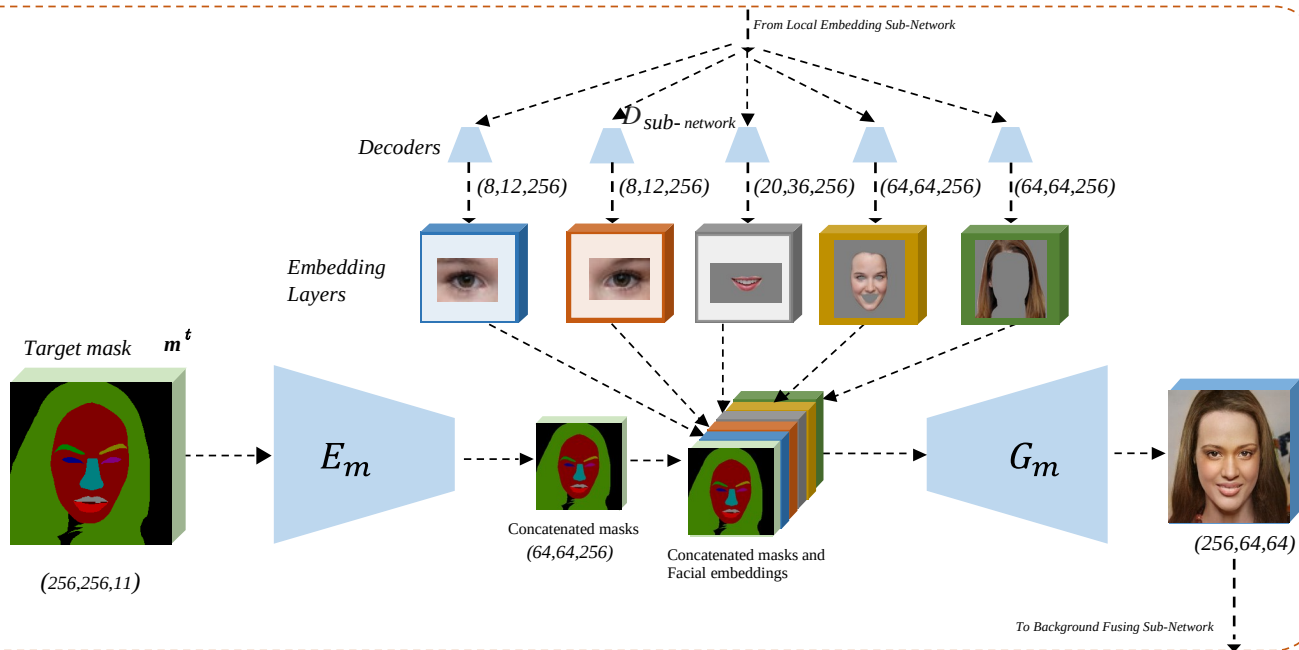 From Local Embedding Sub-Network
D sub- network
Decoders
(8,12,256)
(8,12,256)
(20,36,256)
(64,64,256)
(64,64,256)
Embedding
Layers
Target mask m^t
E_m
G_m
Concatenated masks
(64,64,256)
Concatenated masks and
Facial embeddings
(256,64,64)
(256,256,11)
To Background Fusing Sub-Network